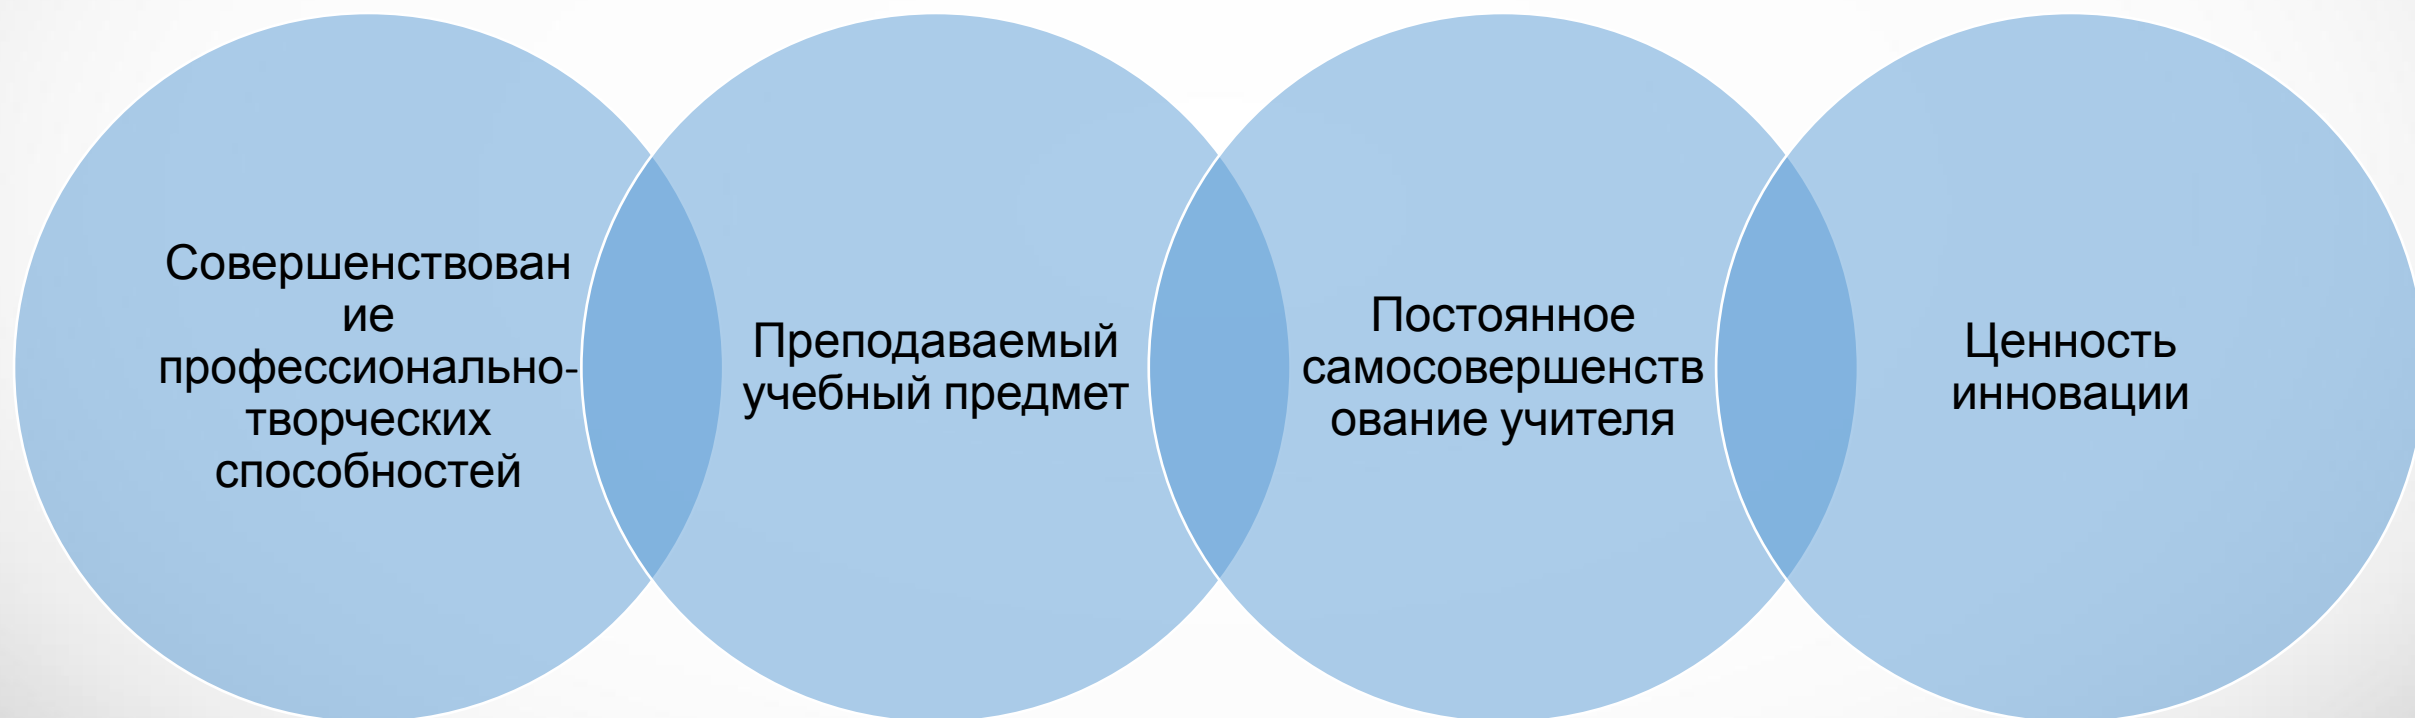 Совершенствован
ие
профессионально-
творческих
способностей
Преподаваемый
учебный предмет
Постоянное
самосовершенств
ование учителя
Ценность
инновации